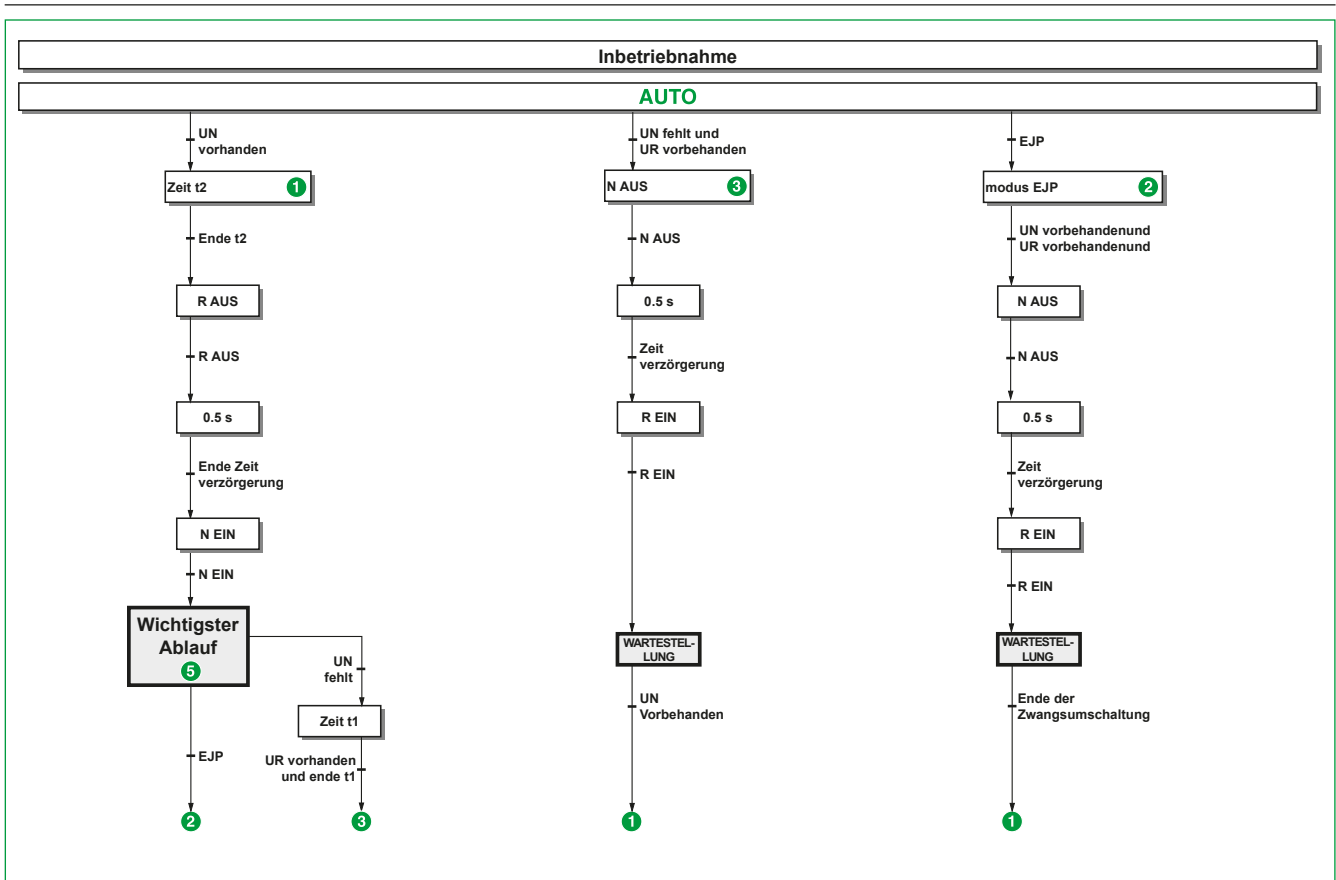 Inbetriebnahme
AUTO
UN
vorhanden
Zeit t2
1
Ende t2
R AUS
R AUS
0.5 s
Ende Zeit
verzörgerung
N EIN
N EIN
Wichtigster
Ablauf
5
EJP
2
UN
fehlt
Zeit t1
UR vorhanden
und ende t1
3
UN fehlt und
UR vorbehanden
N AUS
3
N AUS
0.5 s
Zeit
verzörgerung
R EIN
R EIN
WARTESTEL-
LUNG
UN
Vorbehanden
1
EJP
modus EJP
2
UN vorbehandenund
UR vorbehandenund
N AUS
N AUS
0.5 s
Zeit
verzörgerung
R EIN
R EIN
WARTESTEL-
LUNG
Ende der
Zwangsumschaltung
1